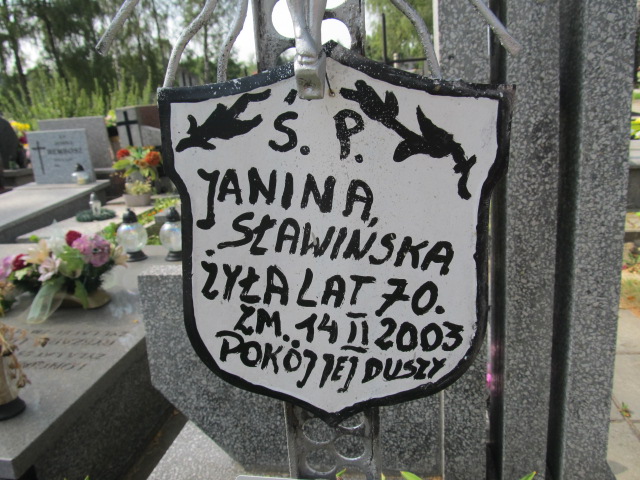 Ś. P.
JANINA
SŁAWIŃSKA
ŻYŁA LAT 70.
ZM. 14 II 2003
POKÓJ JEJ DUSZY